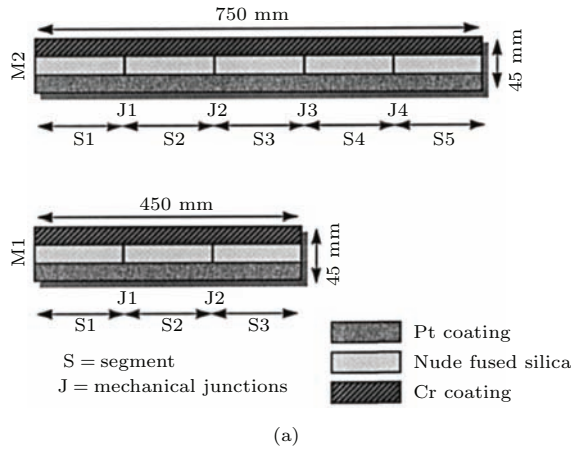 750 mm
M2
45 mm
J1 J2 J3 J4
S1 S2 S3 S4 S5
450 mm
M1
45 mm
J1 J2
S1 S2 S3
S = segment
J = mechanical junctions
Pt coating
Nude fused silica
Cr coating
(a)